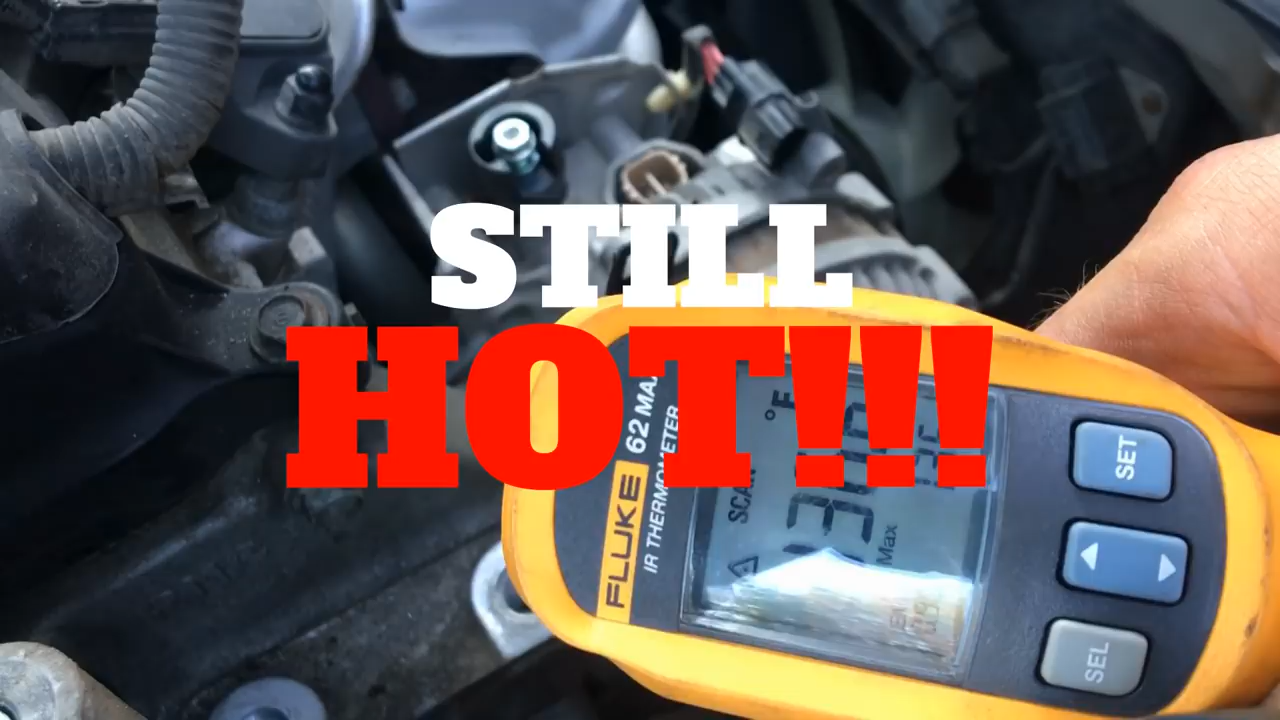 STILL
HOT!!!
FLUKE 62 MAX
IR THERMOMETER
°F
SCAN
Max
SET
SEL